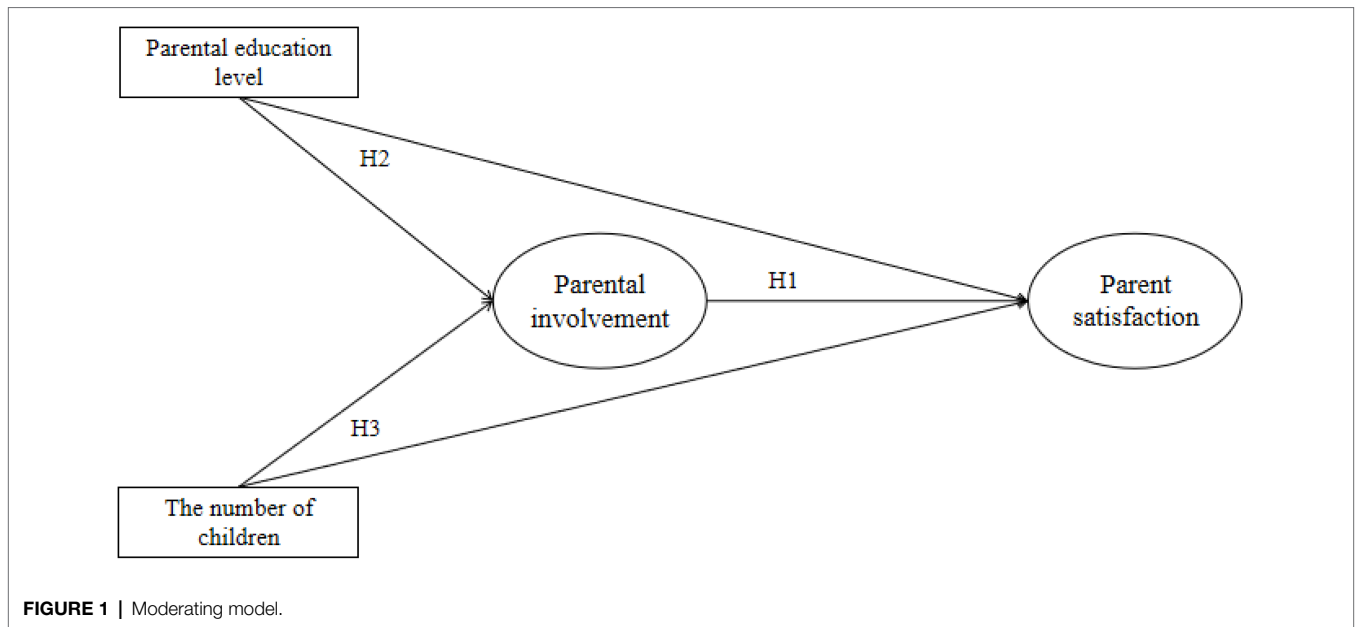 Parental education
level
H2
Parental
involvement
H1
Parent
satisfaction
H3
The number of
children
FIGURE 1 | Moderating model.